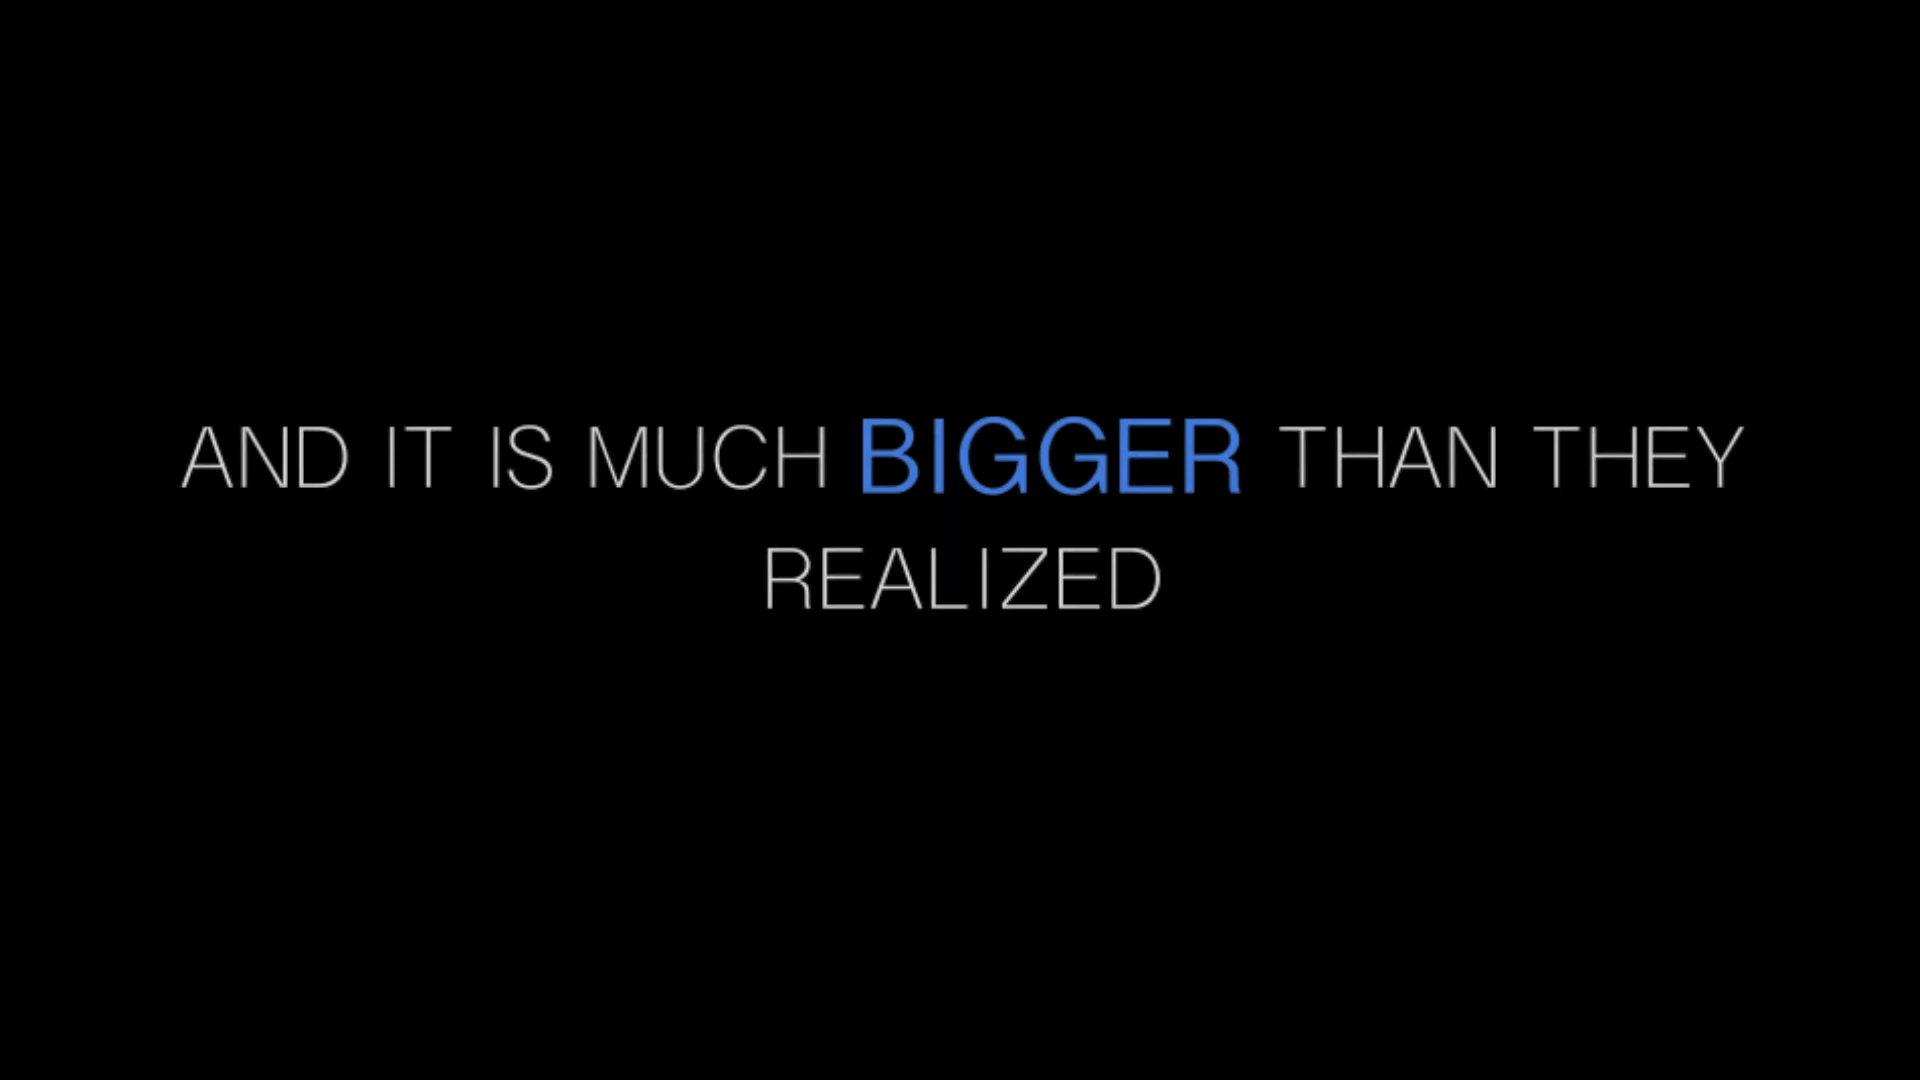 AND IT IS MUCH BIGGER THAN THEY
REALIZED